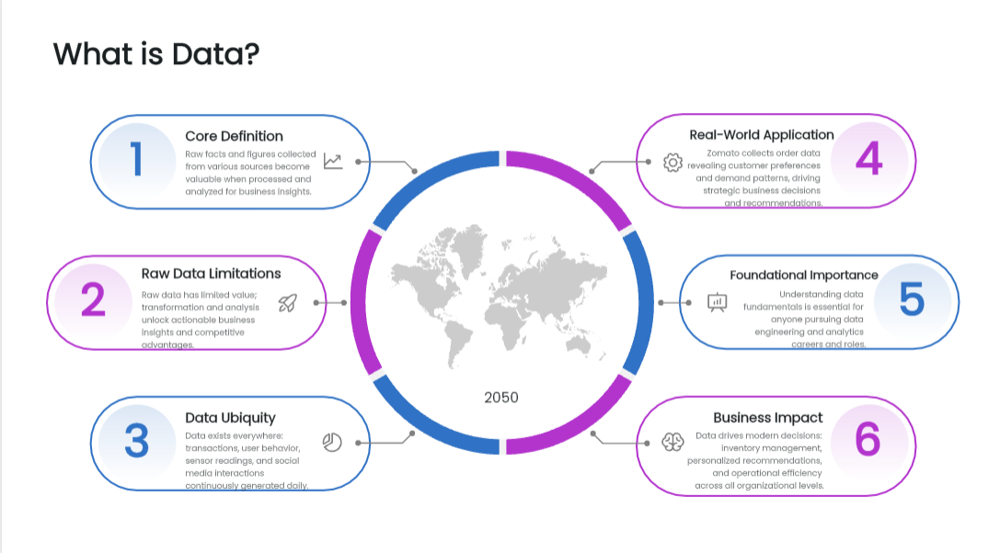 What is Data?
1
Core Definition
Raw facts and figures collected
from various sources become
valuable when processed and
analyzed for business insights.
2
Raw Data Limitations
Raw data has limited value;
transformation and analysis
unlock actionable business
insights and competitive
advantages.
3
Data Ubiquity
Data exists everywhere:
transactions, user behavior,
sensor readings, and social
media interactions
continuously generated daily.
2050
Real-World Application
4
Zomato collects order data
revealing customer preferences
and demand patterns, driving
strategic business decisions
and recommendations.
Foundational Importance
5
Understanding data
fundamentals is essential for
anyone pursuing data
engineering and analytics
careers and roles.
Business Impact
6
Data drives modern decisions:
inventory management,
personalized recommendations,
and operational efficiency
across all organizational levels.